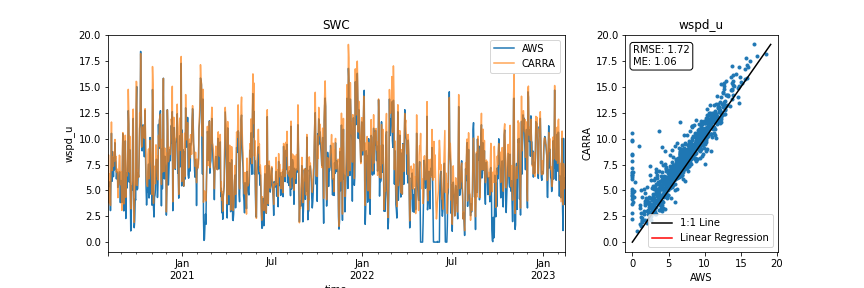 SWC
wspd_u
20.0
17.5
15.0
12.5
10.0
7.5
5.0
2.5
0.0
wspd_u
AWS
CARRA
Jan
2021
Jul
Jan
2022
Jul
Jan
2023
time
20.0
17.5
15.0
12.5
10.0
7.5
5.0
2.5
0.0
CARRA
RMSE: 1.72
ME: 1.06
1:1 Line
Linear Regression
0
5
10
15
20
AWS